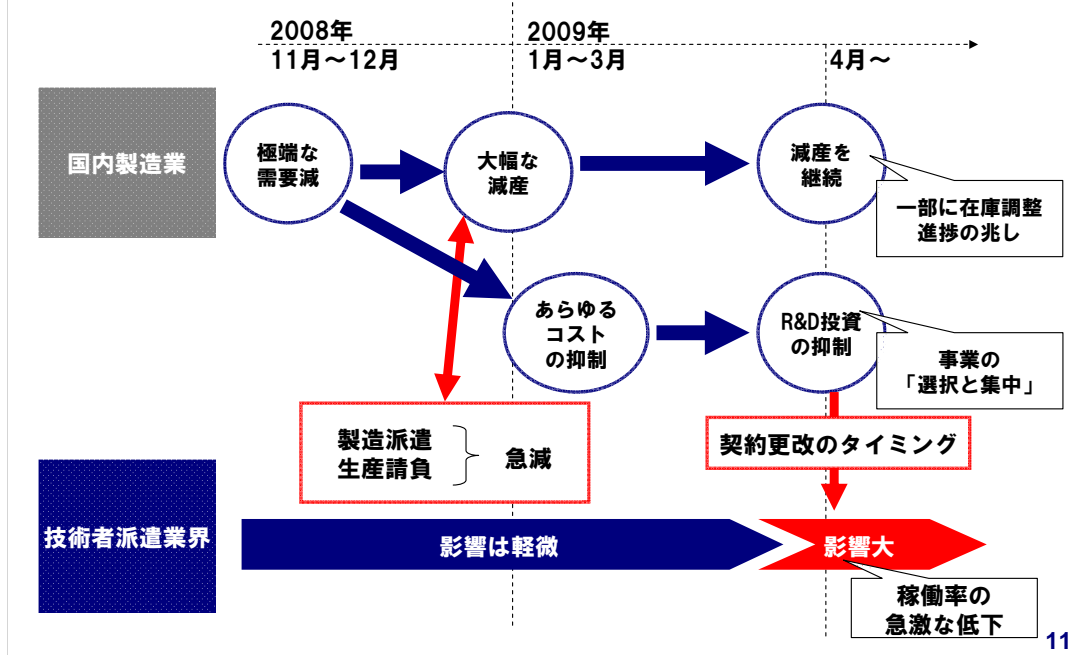 2008年
11月～12月
2009年
1月～3月
4月～
国内製造業
極端な
需要減
大幅な
減産
減産を
継続
一部に在庫調整
進捗の兆し
あらゆる
コスト
の抑制
R&D投資
の抑制
事業の
「選択と集中」
製造派遣
生産請負
急減
契約更改のタイミング
技術者派遣業界
影響は軽微
影響大
稼働率の
急激な低下
11